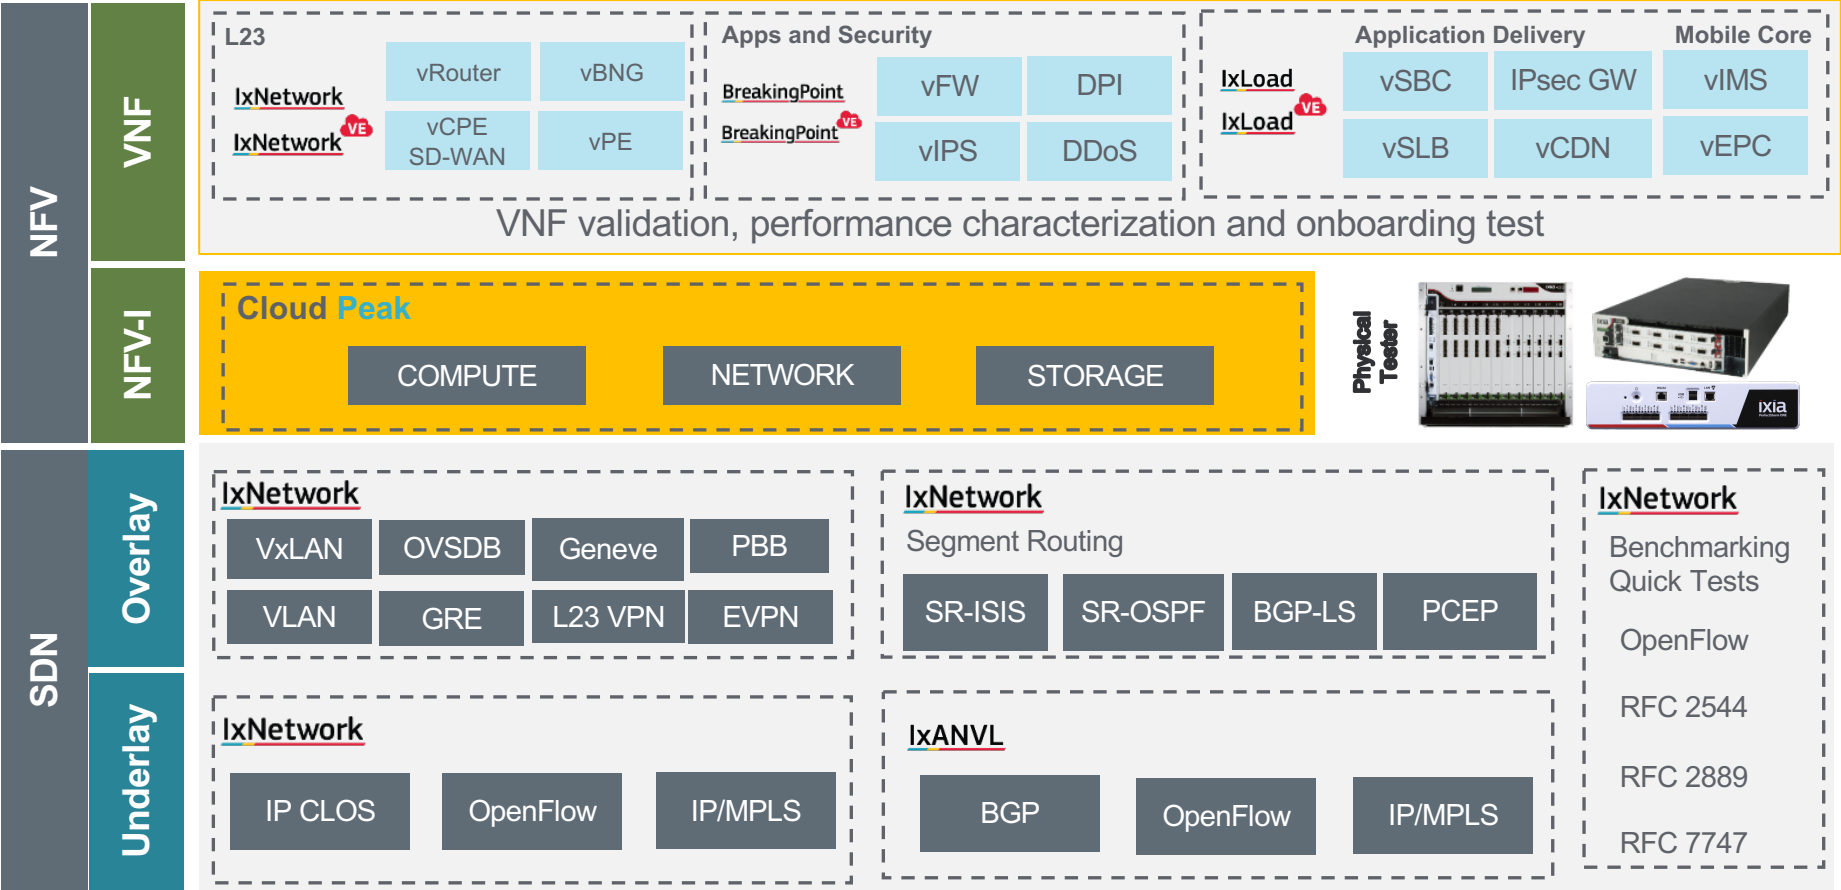 NFV
VNF
L23
IxNetwork
IxNetwork VE
vRouter
vBNG
vCPE
SD-WAN
vPE
Apps and Security
BreakingPoint
BreakingPoint VE
vFW
DPI
vIPS
DDoS
Application Delivery
Mobile Core
IxLoad
IxLoad VE
vSBC
IPsec GW
vIMS
vSLB
vCDN
vEPC
VNF validation, performance characterization and onboarding test
NFV-I
Cloud Peak
COMPUTE
NETWORK
STORAGE
Physical
Tester
ixia
SDN
Overlay
IxNetwork
VxLAN
OVSDB
Geneve
PBB
VLAN
GRE
L23 VPN
EVPN
IxNetwork
Segment Routing
SR-ISIS
SR-OSPF
BGP-LS
PCEP
IxNetwork
Benchmarking
Quick Tests
OpenFlow
RFC 2544
RFC 2889
RFC 7747
Underlay
IxNetwork
IP CLOS
OpenFlow
IP/MPLS
IxANVL
BGP
OpenFlow
IP/MPLS